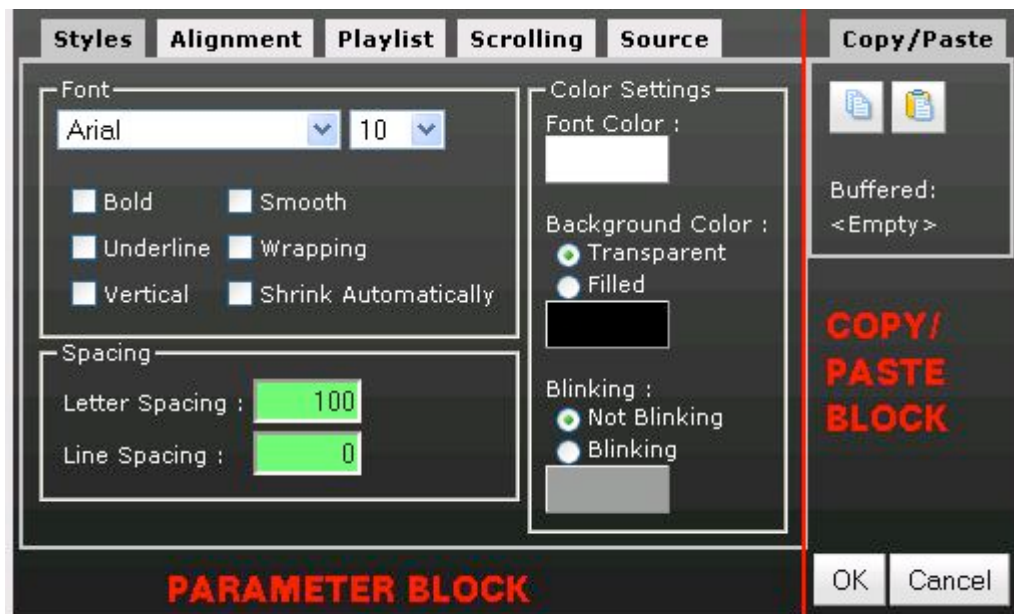 Styles Alignment Playlist Scrolling Source
Font
Arial 10
Bold Smooth
Underline Wrapping
Vertical Shrink Automatically
Spacing
Letter Spacing : 100
Line Spacing : 0
Color Settings
Font Color :
Background Color :
Transparent
Filled
Blinking :
Not Blinking
Blinking
PARAMETER BLOCK
Copy/Paste
Buffered:
<Empty>
COPY/
PASTE
BLOCK
OK Cancel